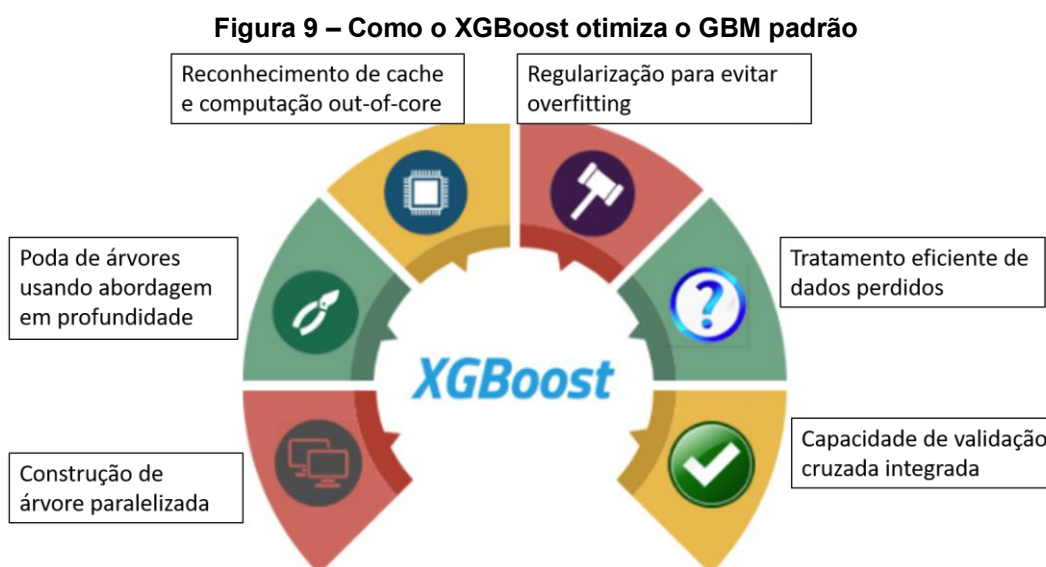 Figura 9 – Como o XGBoost otimiza o GBM padrão
Reconhecimento de cache
e computação out-of-core
Regularização para evitar
overfitting
Poda de árvores
usando abordagem
em profundidade
Tratamento eficiente de
dados perdidos
?
XGBoost
Construção de
árvore paralelizada
Capacidade de validação
cruzada integrada